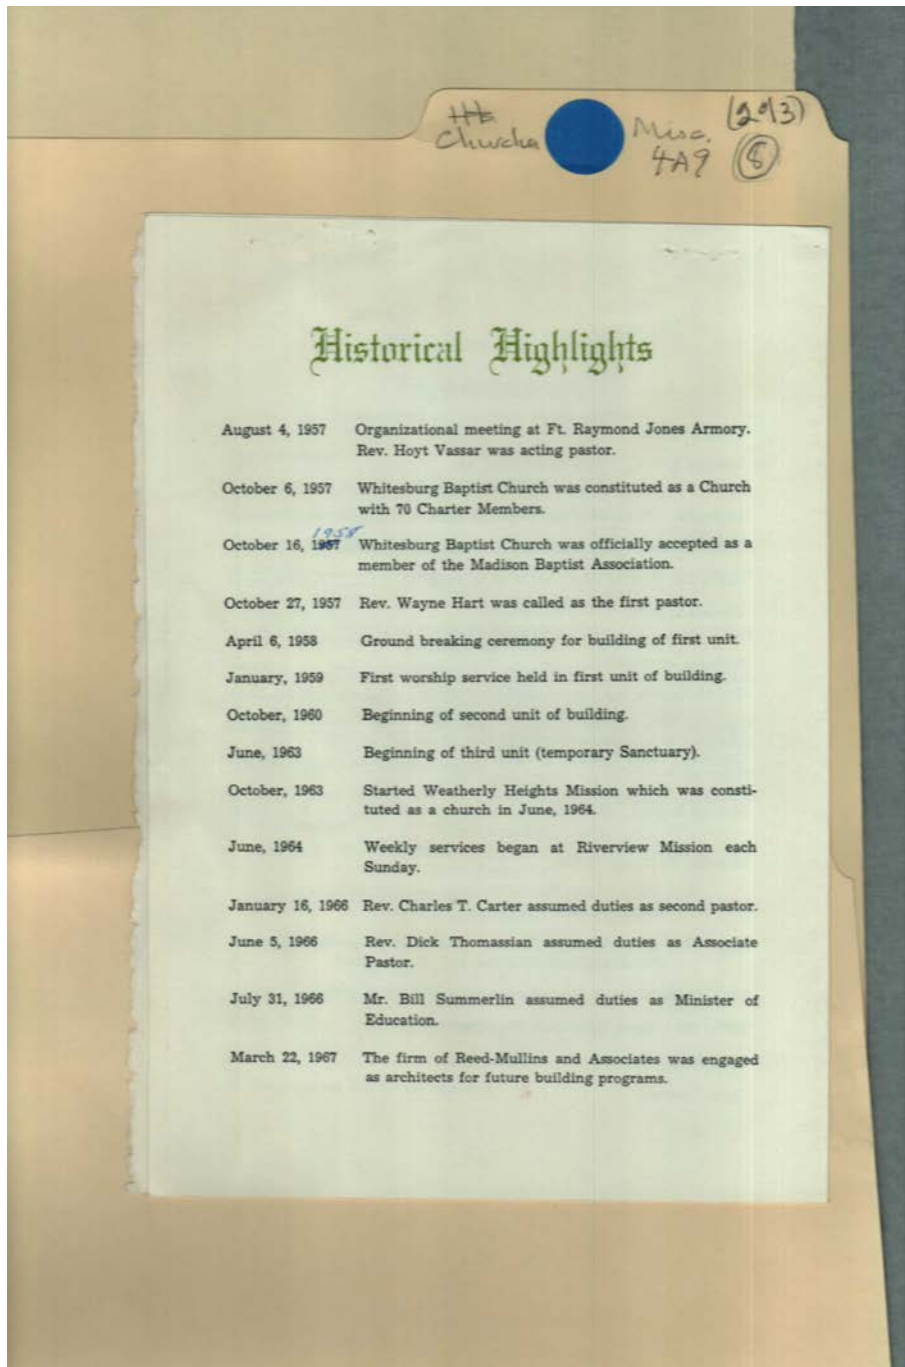 Misc.
(213)
4A9
8
Historical Highlights
August 4, 1957 Organizational meeting at Ft. Raymond Jones Armory.
Rev. Hoyt Vassar was acting pastor.
October 6, 1957 Whitesburg Baptist Church was constituted as a Church
with 70 Charter Members.
1958
October 16, 1957 Whitesburg Baptist Church was officially accepted as a
member of the Madison Baptist Association.
October 27, 1957 Rev. Wayne Hart was called as the first pastor.
April 6, 1958 Ground breaking ceremony for building of first unit.
January, 1959 First worship service held in first unit of building.
October, 1960 Beginning of second unit of building.
June, 1963 Beginning of third unit (temporary Sanctuary).
October, 1963 Started Weatherly Heights Mission which was consti-
tuted as a church in June, 1964.
June, 1964 Weekly services began at Riverview Mission each
Sunday.
January 16, 1966 Rev. Charles T. Carter assumed duties as second pastor.
June 5, 1966 Rev. Dick Thomassian assumed duties as Associate
Pastor.
July 31, 1966 Mr. Bill Summerlin assumed duties as Minister of
Education.
March 22, 1967 The firm of Reed-Mullins and Associates was engaged
as architects for future building programs.